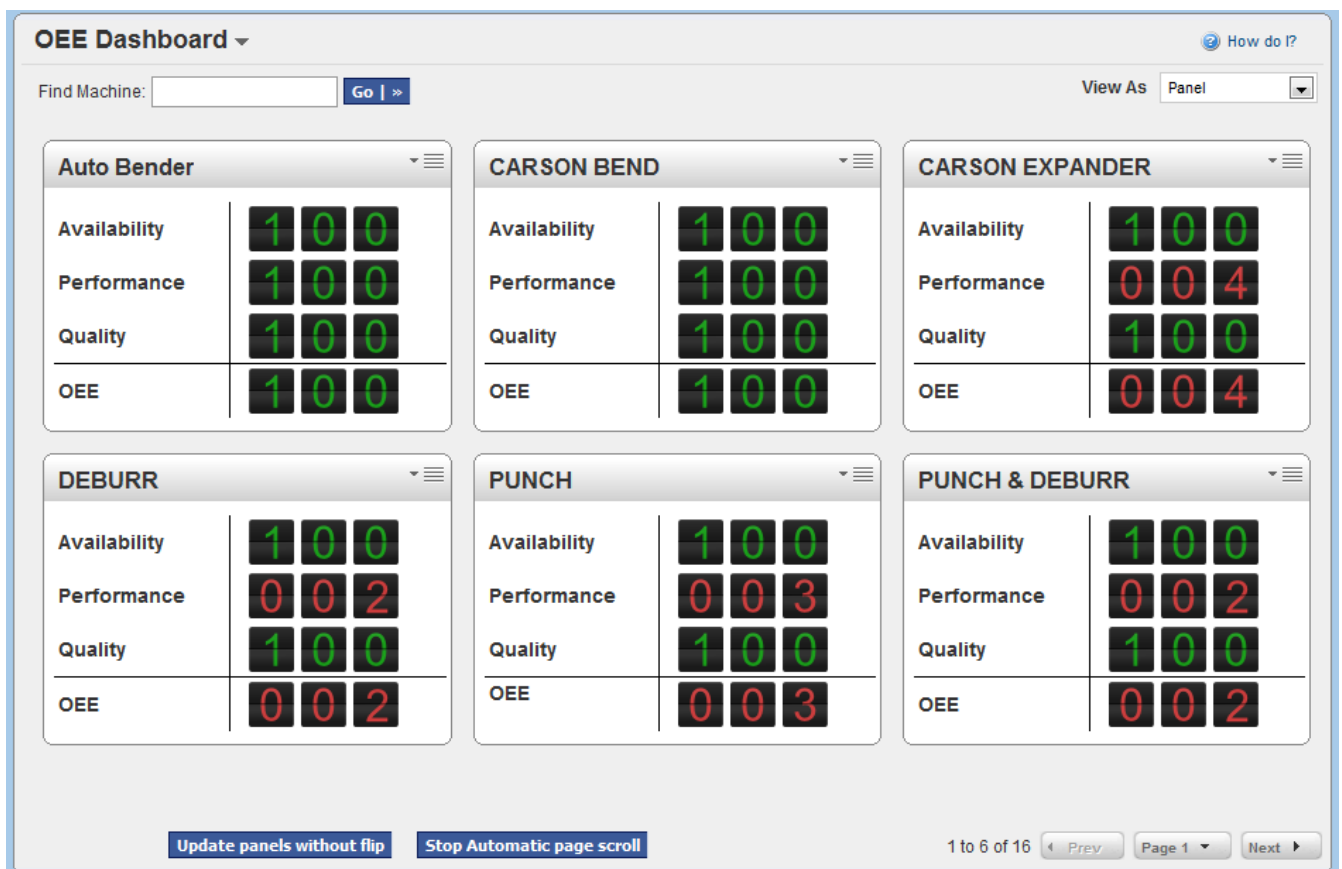 OEE Dashboard
How do I?
Find Machine:
Go | »
View As
Panel
Auto Bender
Availability 100
Performance 100
Quality 100
OEE 100
CARSON BEND
Availability 100
Performance 100
Quality 100
OEE 100
CARSON EXPANDER
Availability 100
Performance 004
Quality 100
OEE 004
DEBURR
Availability 100
Performance 002
Quality 100
OEE 002
PUNCH
Availability 100
Performance 003
Quality 100
OEE 003
PUNCH & DEBURR
Availability 100
Performance 002
Quality 100
OEE 002
Update panels without flip
Stop Automatic page scroll
1 to 6 of 16
Prev
Page 1
Next